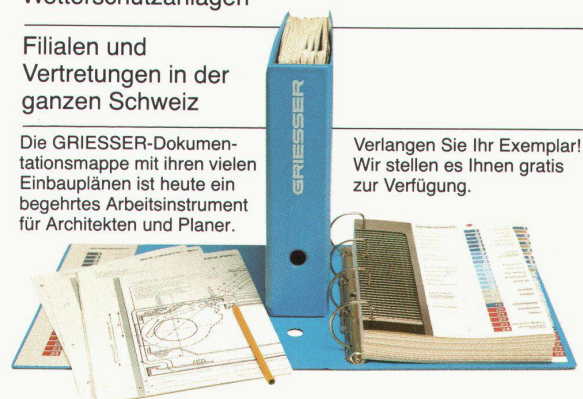 Wetterschutzanlagen
Filialen und
Vertretungen in der
ganzen Schweiz
Die GRIESSER-Dokumen-
tationsmappe mit ihren vielen
Einbauplänen ist heute ein
begehrtes Arbeitsinstrument
für Architekten und Planer.
GRIESSER
Verlangen Sie Ihr Exemplar!
Wir stellen es Ihnen gratis
zur Verfügung.